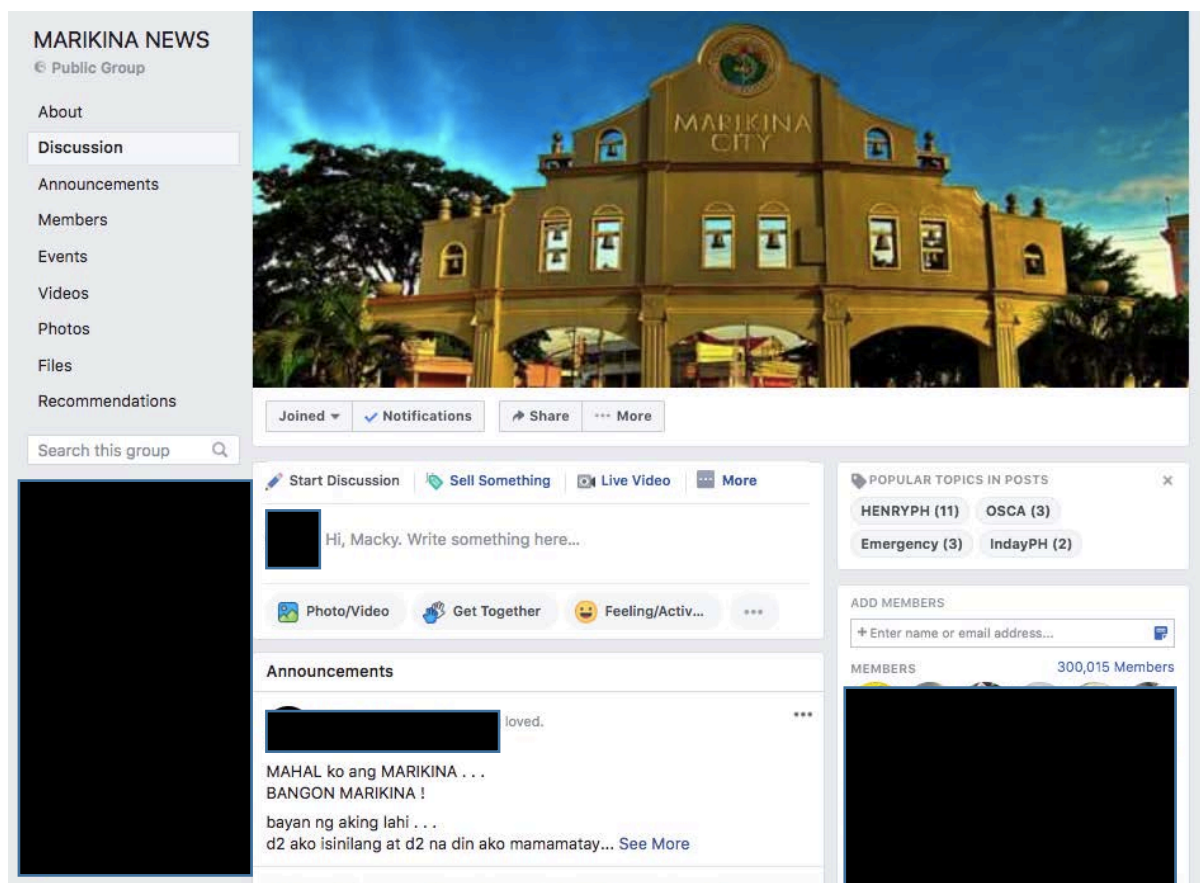 MARIKINA NEWS
Public Group
About
Discussion
Announcements
Members
Events
Videos
Photos
Files
Recommendations
Search this group
MARIKINA
CITY
Joined
Notifications
Share
More
Start Discussion
Sell Something
Live Video
More
Hi, Macky. Write something here...
Photo/Video
Get Together
Feeling/Activ...
Announcements
loved.
MAHAL ko ang MARIKINA . . .
BANGON MARIKINA !
bayan ng aking lahi . . .
d2 ako isinilang at d2 na din ako mamamatay... See More
POPULAR TOPICS IN POSTS
HENRYPH (11) OSCA (3)
Emergency (3) IndayPH (2)
ADD MEMBERS
+ Enter name or email address...
MEMBERS 300,015 Members